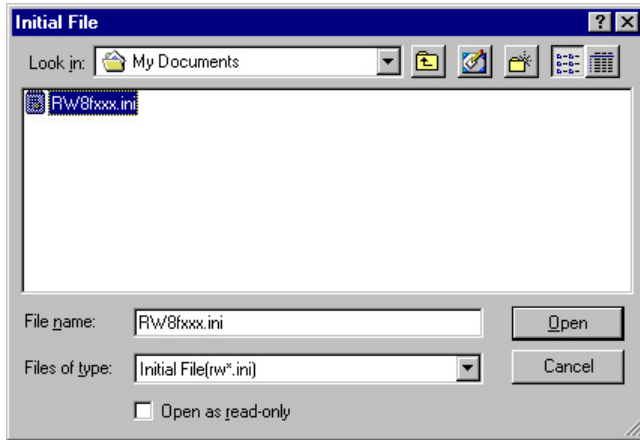 Initial File
Look in: My Documents
RW8fxxx.ini
File name: RW8fxxx.ini Open
Files of type: Initial File(rw*.ini) Cancel
Open as read-only